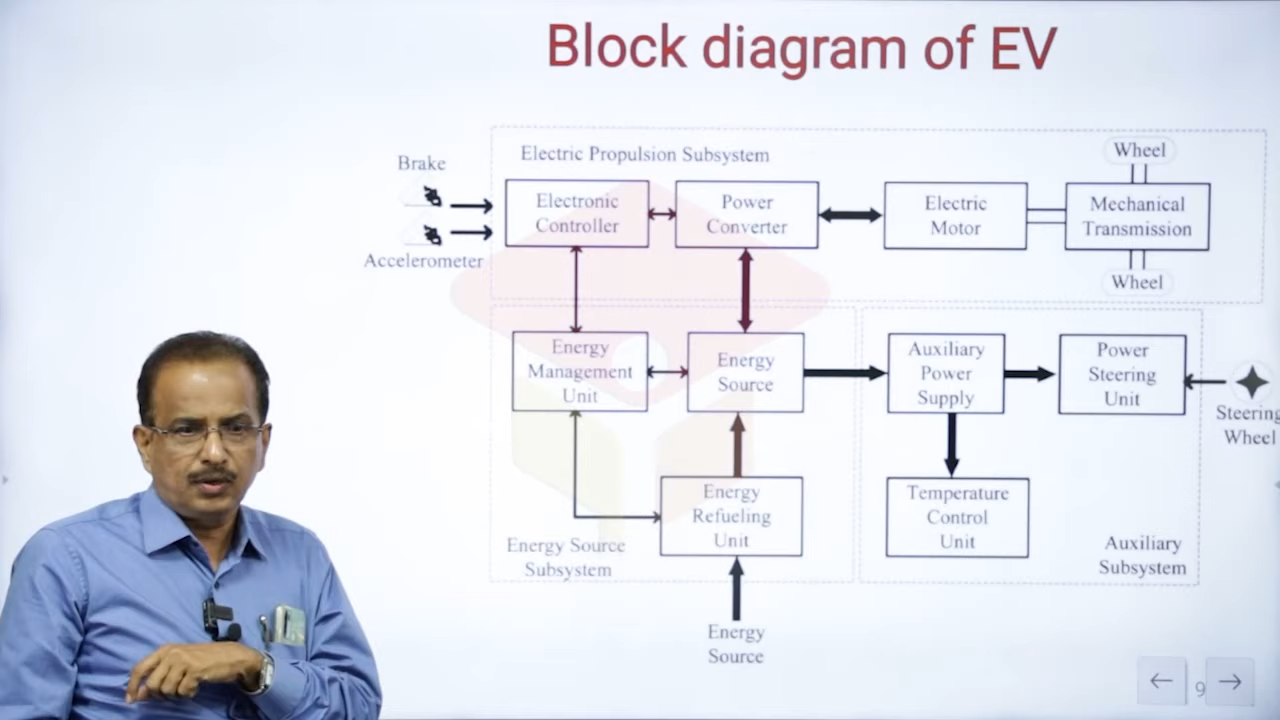 Block diagram of EV
Brake
Accelerometer
Electric Propulsion Subsystem
Electronic
Controller
Power
Converter
Electric
Motor
Wheel
Mechanical
Transmission
Wheel
Energy
Management
Unit
Energy
Source
Auxiliary
Power
Supply
Power
Steering
Unit
Steering
Wheel
Energy
Refueling
Unit
Temperature
Control
Unit
Energy Source
Subsystem
Auxiliary
Subsystem
Energy
Source
9